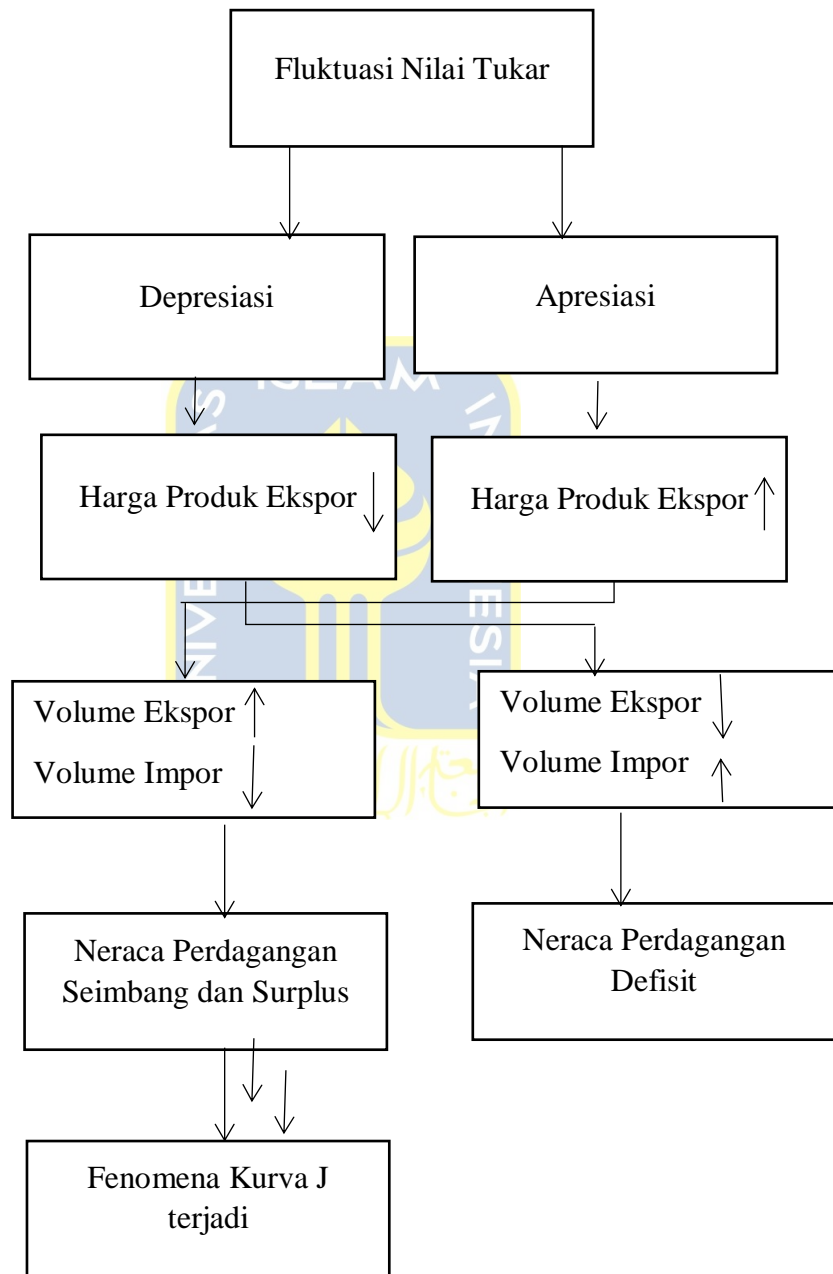 Fluktuasi Nilai Tukar
Depresiasi
Apresiasi
ISLAM
Harga Produk Ekspor ↓
Harga Produk Ekspor ↑
Volume Ekspor ↑
Volume Impor ↓
Volume Ekspor ↓
Volume Impor ↑
Neraca Perdagangan
Seimbang dan Surplus
Neraca Perdagangan
Defisit
Fenomena Kurva J
terjadi